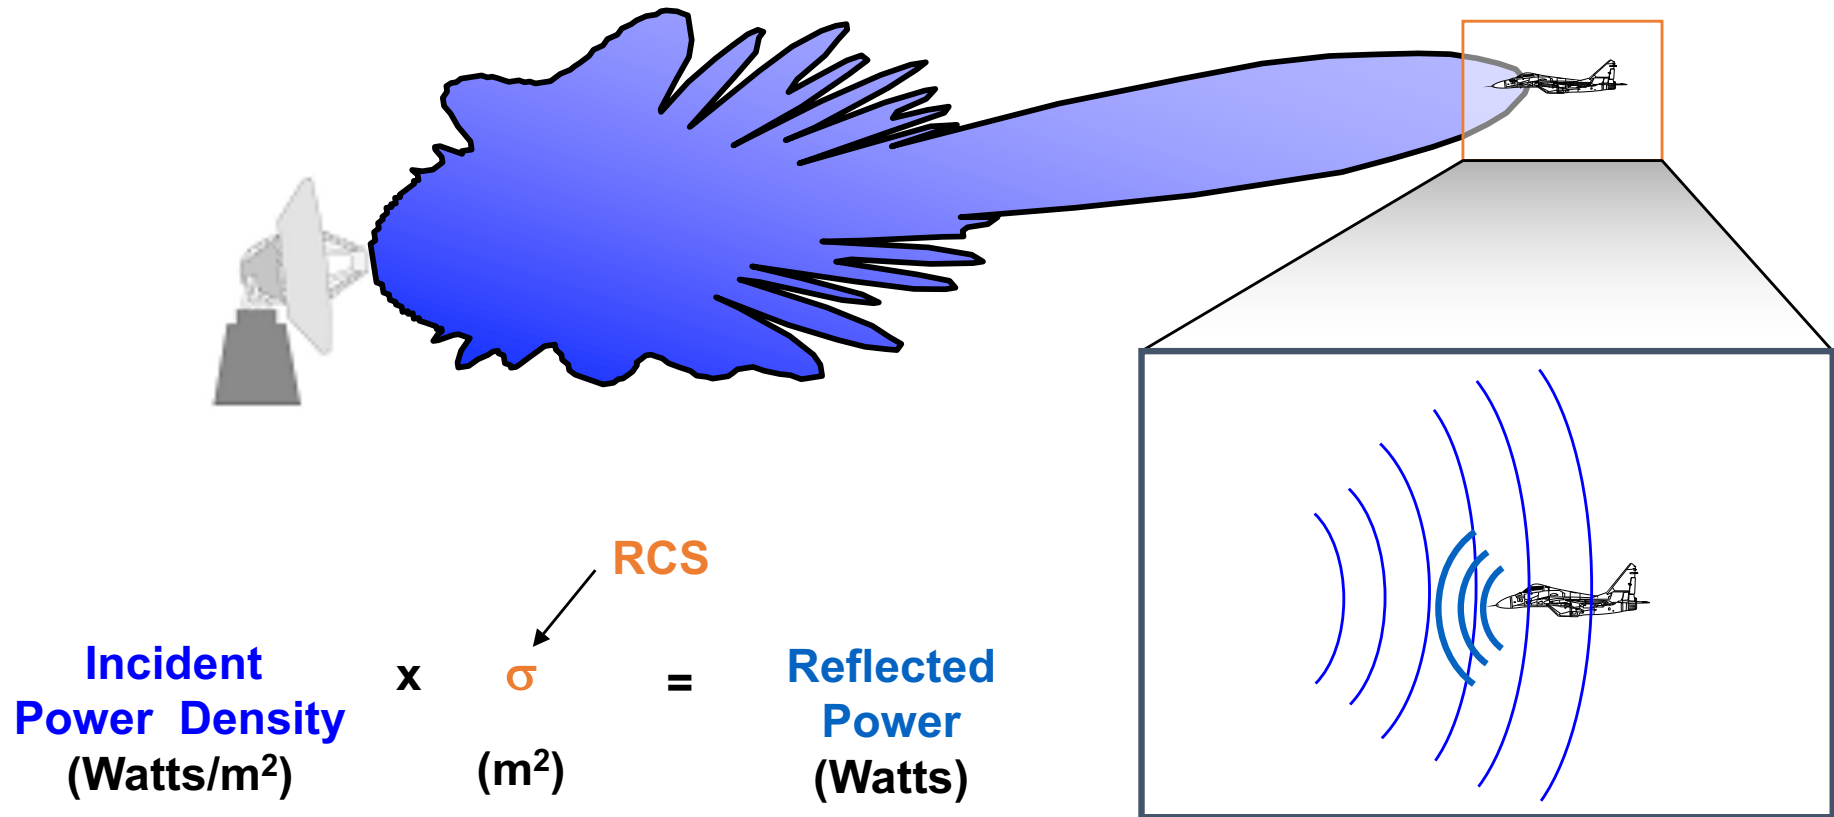 RCS
Incident
Power Density
(Watts/m²)
x
σ
(m²)
=
Reflected
Power
(Watts)